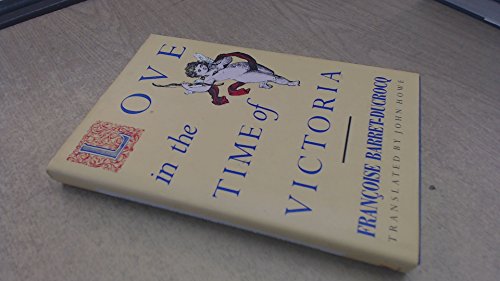 LOVE
in the
TIME of
VICTORIA
FRANÇOISE BARRET-DUCROCQ
TRANSLATED BY JOHN HOWE